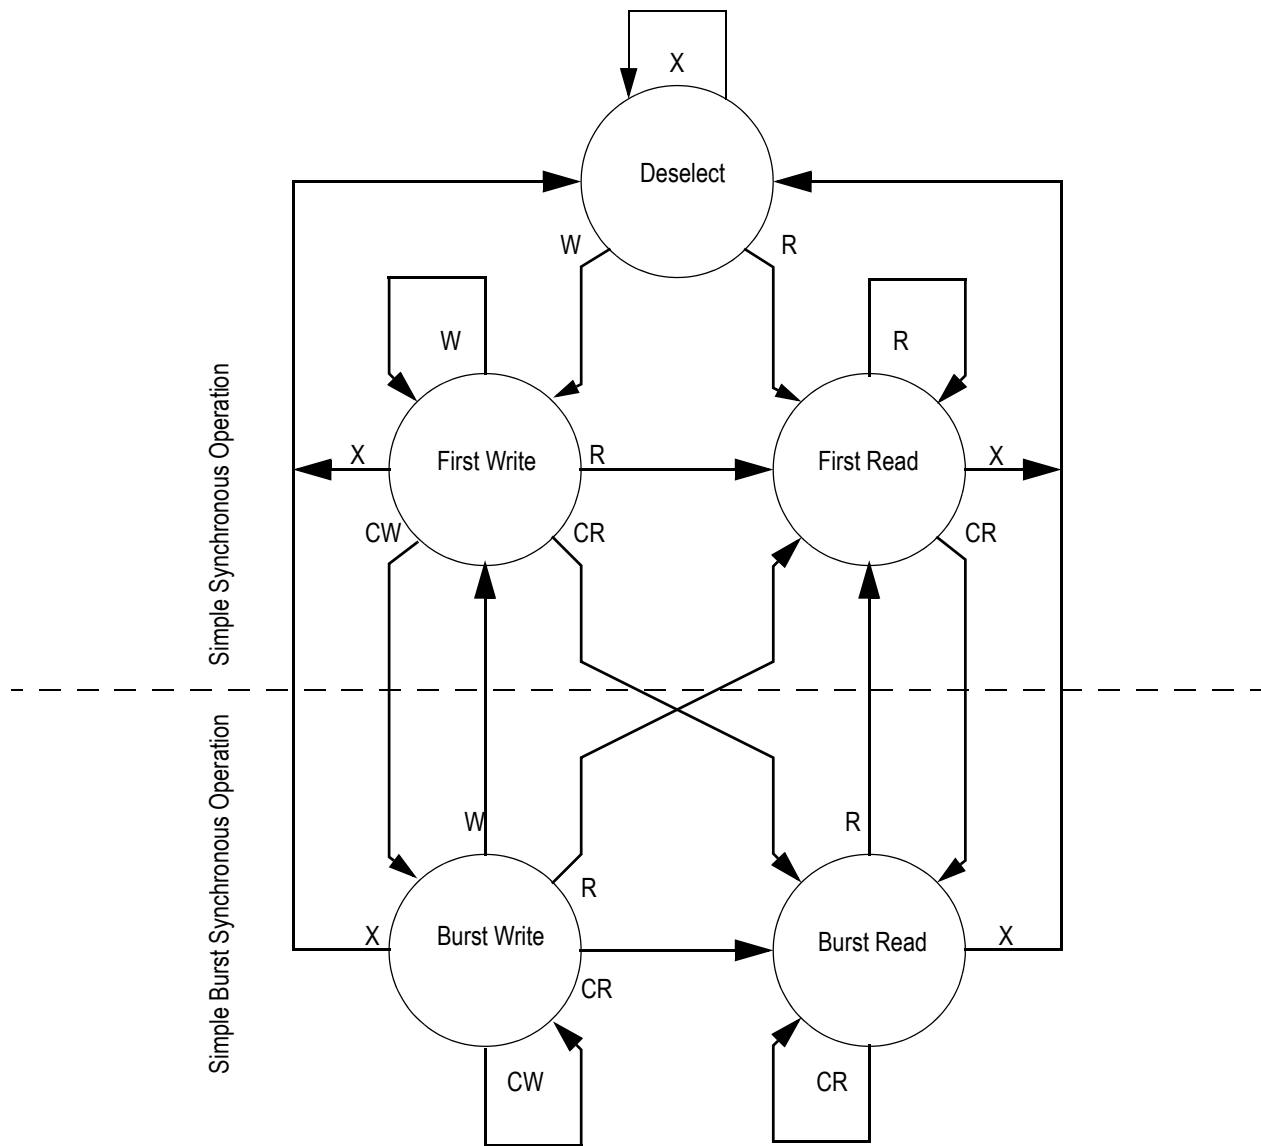 X
Deselect
W
R
W
R
X
First Write
R
First Read
X
CW
CR
CR
Simple Synchronous Operation
Simple Burst Synchronous Operation
W
R
R
X
Burst Write
CR
Burst Read
X
CW
CR